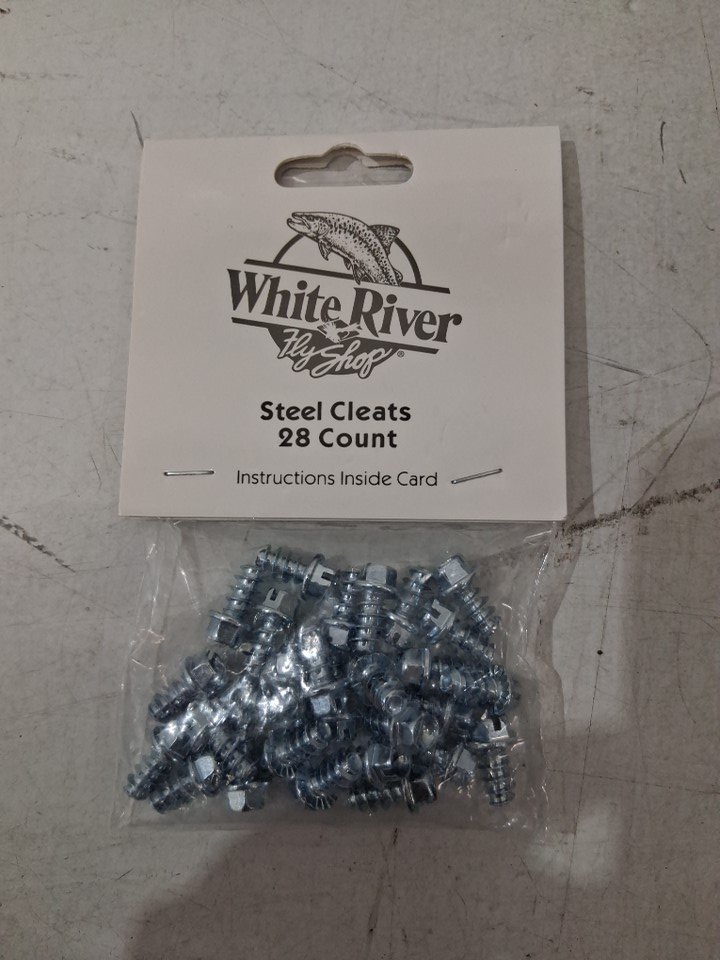 White River
Fly Shop®
Steel Cleats
28 Count
Instructions Inside Card